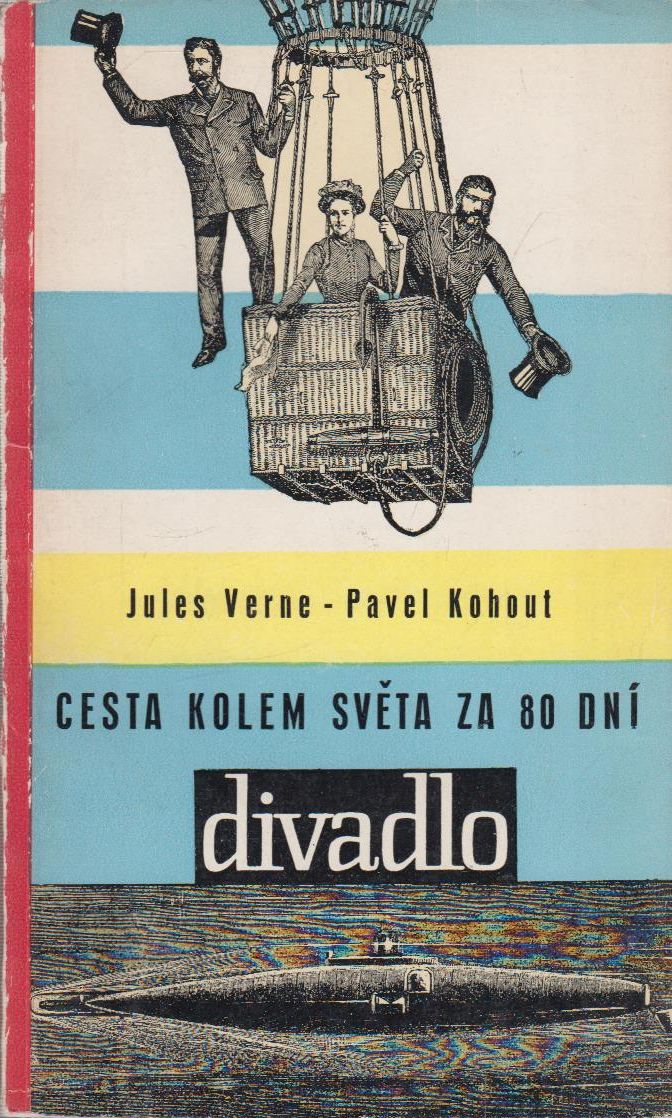 Jules Verne - Pavel Kohout
CESTA KOLEM SVĚTA ZA 80 DNÍ
divadlo